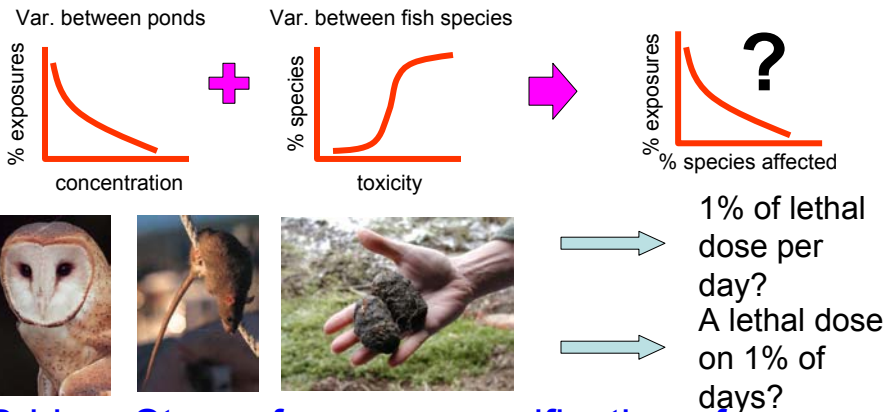 Var. between ponds
Var. between fish species
% exposures
concentration
% species
toxicity
?
% exposures
% species affected
1% of lethal
dose per
day?
A lethal dose
on 1% of
days?